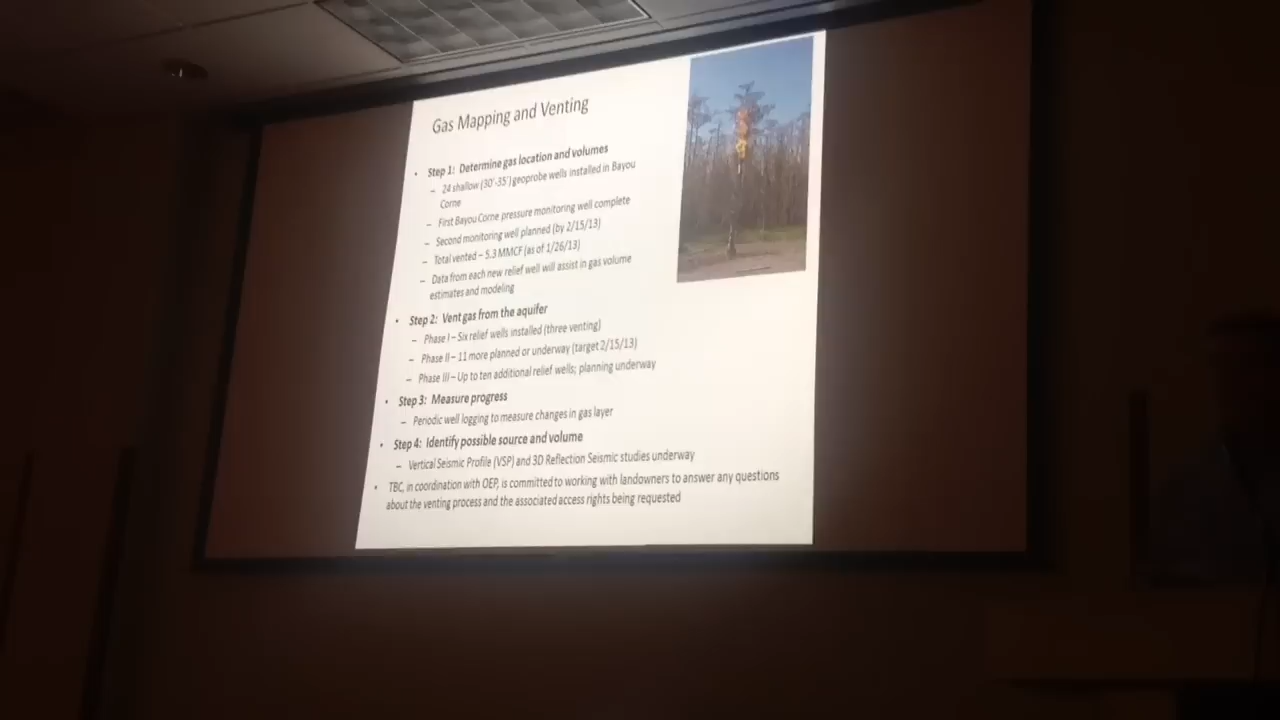 Gas Mapping and Venting
• Step 1: Determine gas location and volumes
– 24 shallow (30'-35') geoprobe wells installed in Bayou
Corne
– First Bayou Corne pressure monitoring well complete
– Second monitoring well planned (by 2/15/13)
– Total vented – 5.3 MMCF (as of 1/26/13)
– Data from each new relief well will assist in gas volume
estimates and modeling
• Step 2: Vent gas from the aquifer
– Phase I – Six relief wells installed (three venting)
– Phase II – 11 more planned or underway (target 2/15/13)
– Phase III – Up to ten additional relief wells; planning underway
• Step 3: Measure progress
– Periodic well logging to measure changes in gas layer
• Step 4: Identify possible source and volume
– Vertical Seismic Profile (VSP) and 3D Reflection Seismic studies underway
• TBC, in coordination with OEP, is committed to working with landowners to answer any questions
about the venting process and the associated access rights being requested